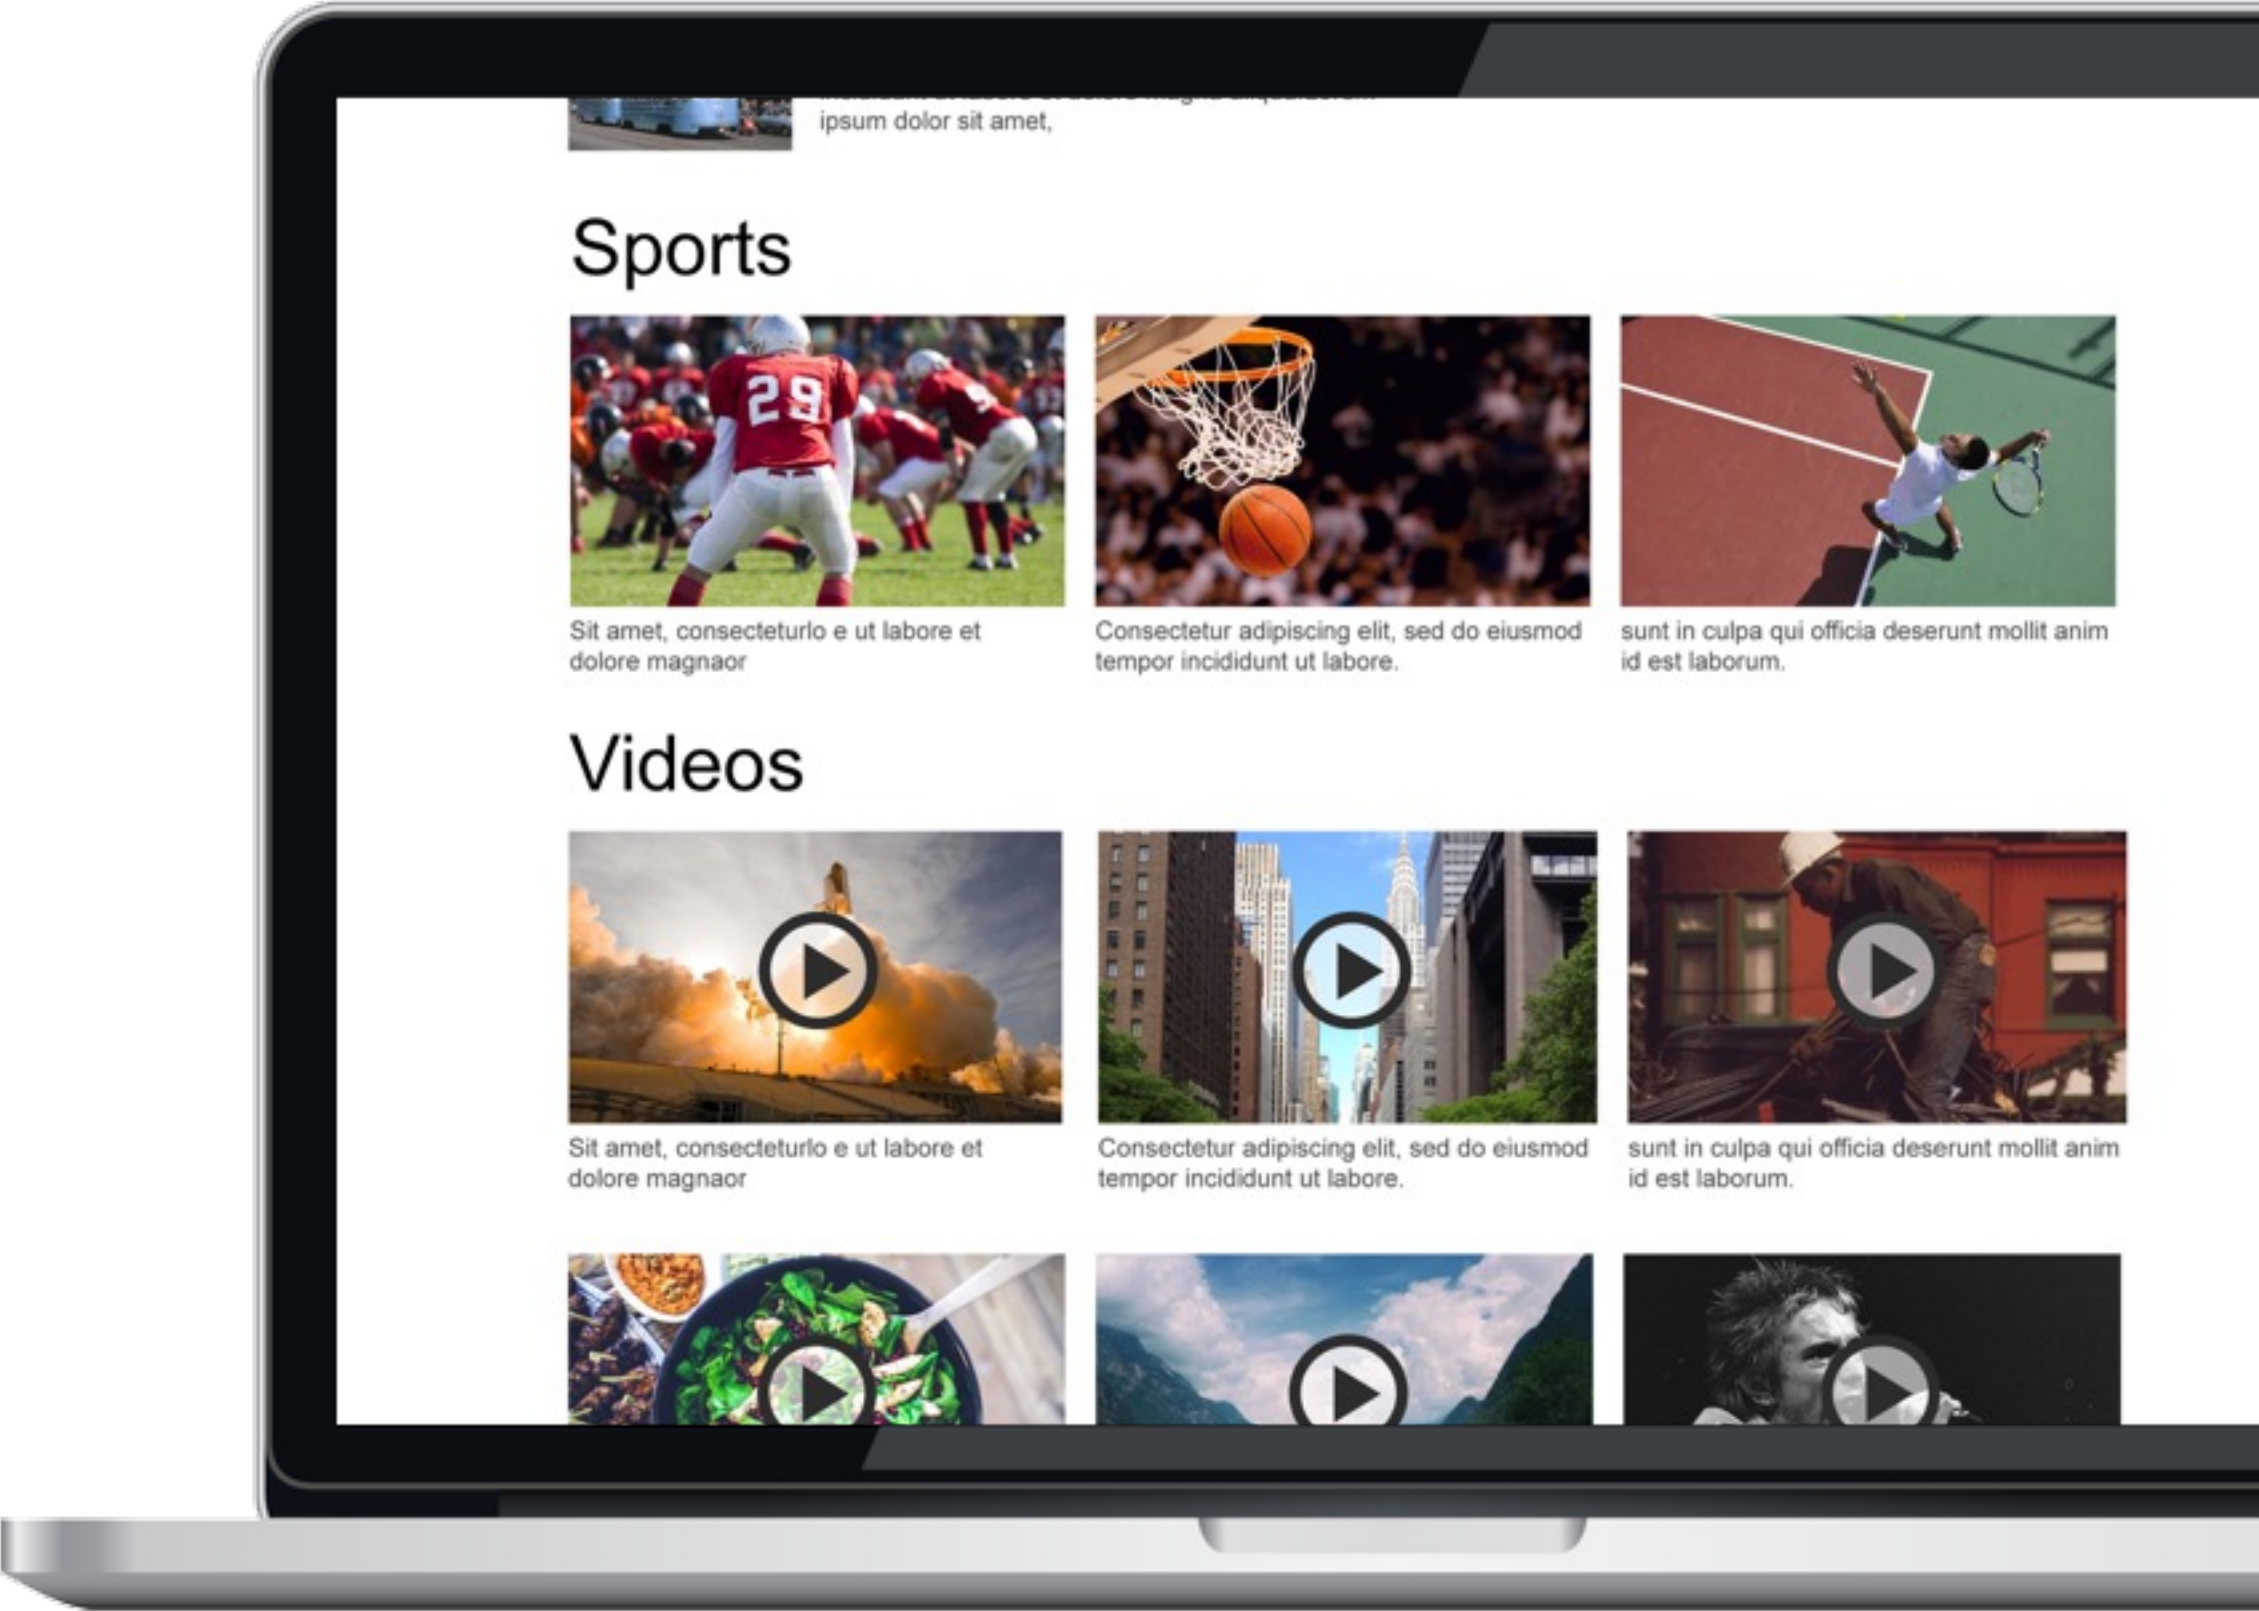 ipsum dolor sit amet,
Sports
29
Sit amet, consecteturlo e ut labore et
dolore magnaor
Consectetur adipiscing elit, sed do eiusmod
tempor incididunt ut labore.
sunt in culpa qui officia deserunt mollit anim
id est laborum.
Videos
Sit amet, consecteturlo e ut labore et
dolore magnaor
Consectetur adipiscing elit, sed do eiusmod
tempor incididunt ut labore.
sunt in culpa qui officia deserunt mollit anim
id est laborum.